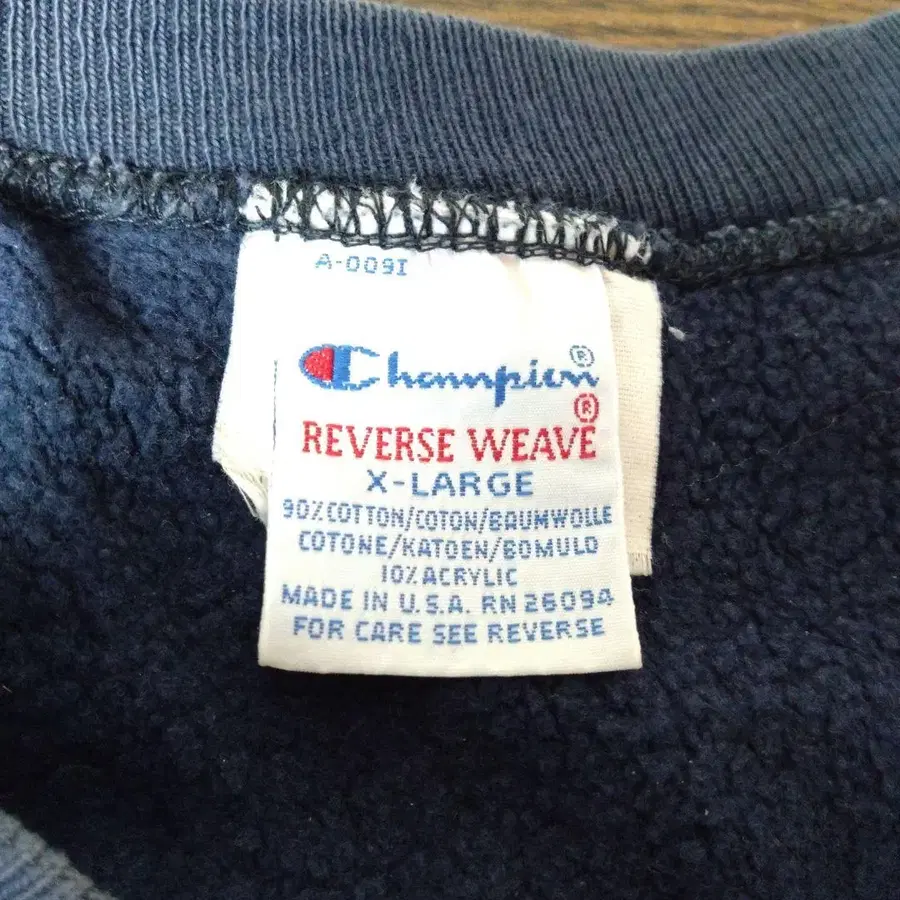 A-009I
Champion®
®
REVERSE WEAVE
X-LARGE
90% COTTON/COTON/BAUMWOLLE
COTONE/KATOEN/BOMULD
10% ACRYLIC
MADE IN U.S.A. RN 26094
FOR CARE SEE REVERSE